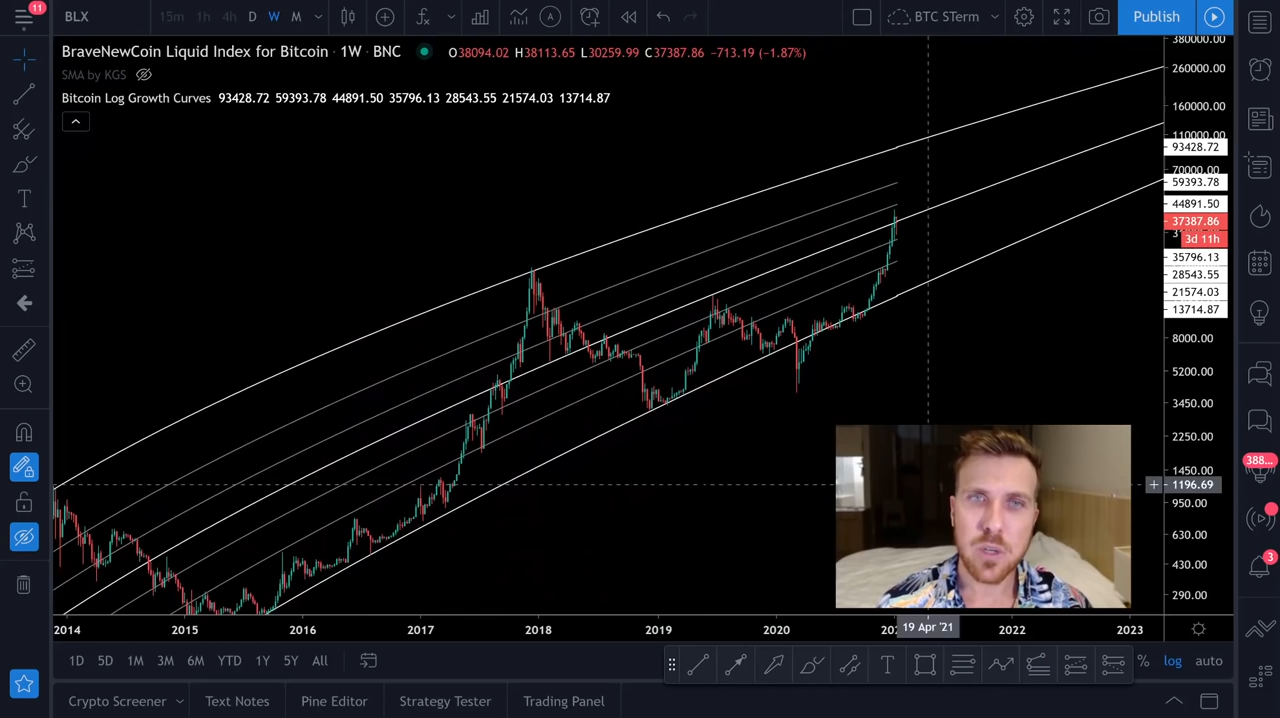 11
BLX
15m 1h 4h D W M
BTC STerm
Publish
BraveNewCoin Liquid Index for Bitcoin · 1W · BNC
O38094.02 H38113.65 L30259.99 C37387.86 −713.19 (−1.87%)
SMA by KGS
Bitcoin Log Growth Curves 93428.72 59393.78 44891.50 35796.13 28543.55 21574.03 13714.87
380000.00
260000.00
160000.00
110000.00
93428.72
70000.00
59393.78
44891.50
37387.86
3d 11h
35796.13
28543.55
21574.03
13714.87
8000.00
5200.00
3450.00
2250.00
1450.00
1196.69
950.00
630.00
430.00
290.00
388...
3
2014 2015 2016 2017 2018 2019 2020 19 Apr '21 2022 2023
1D 5D 1M 3M 6M YTD 1Y 5Y All
T
% log auto
Crypto Screener Text Notes Pine Editor Strategy Tester Trading Panel